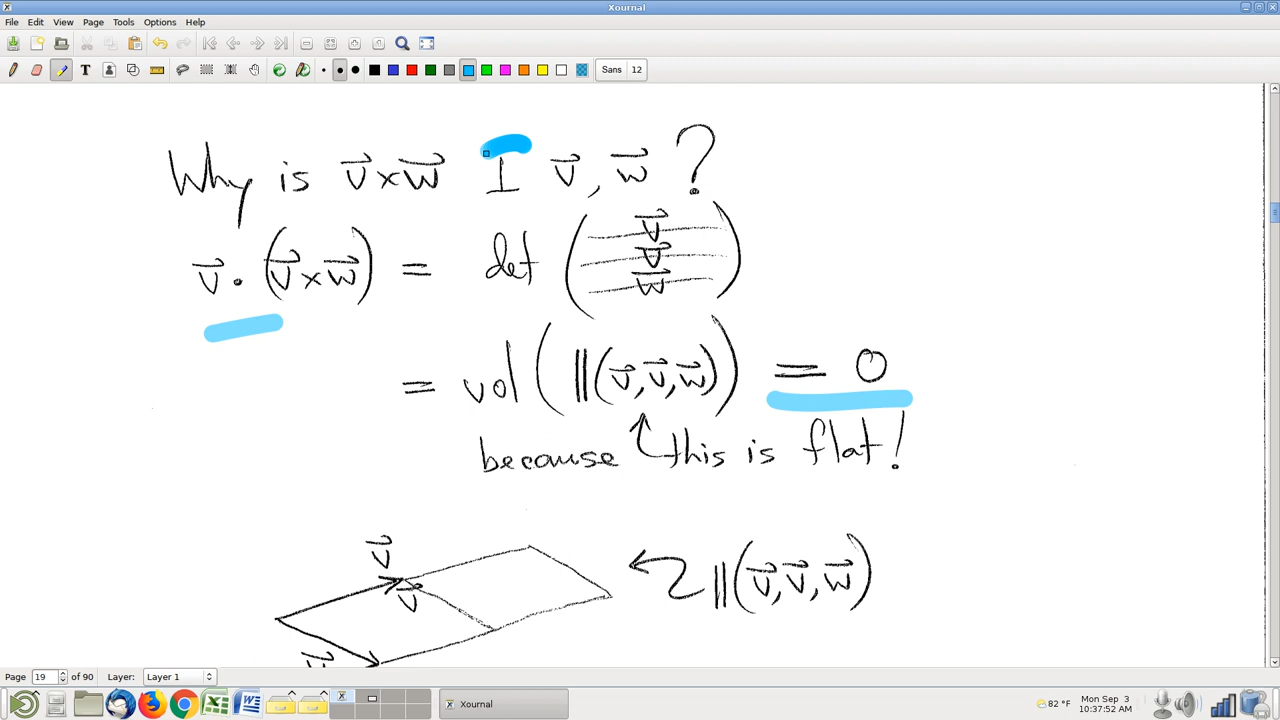 Xournal
File Edit View Page Tools Options Help
Sans 12
Why is v⃗×w⃗ ⊥ v⃗, w⃗ ?
v⃗ · (v⃗×w⃗) = det ( v⃗
v⃗
w⃗ )
= vol ( ||(v⃗,v⃗,w⃗) ) = 0
because this is flat!
v⃗
v⃗
||(v⃗,v⃗,w⃗)
w⃗
Page 19 of 90 Layer: Layer 1
Xournal
82 °F
Mon Sep 3
10:37:52 AM